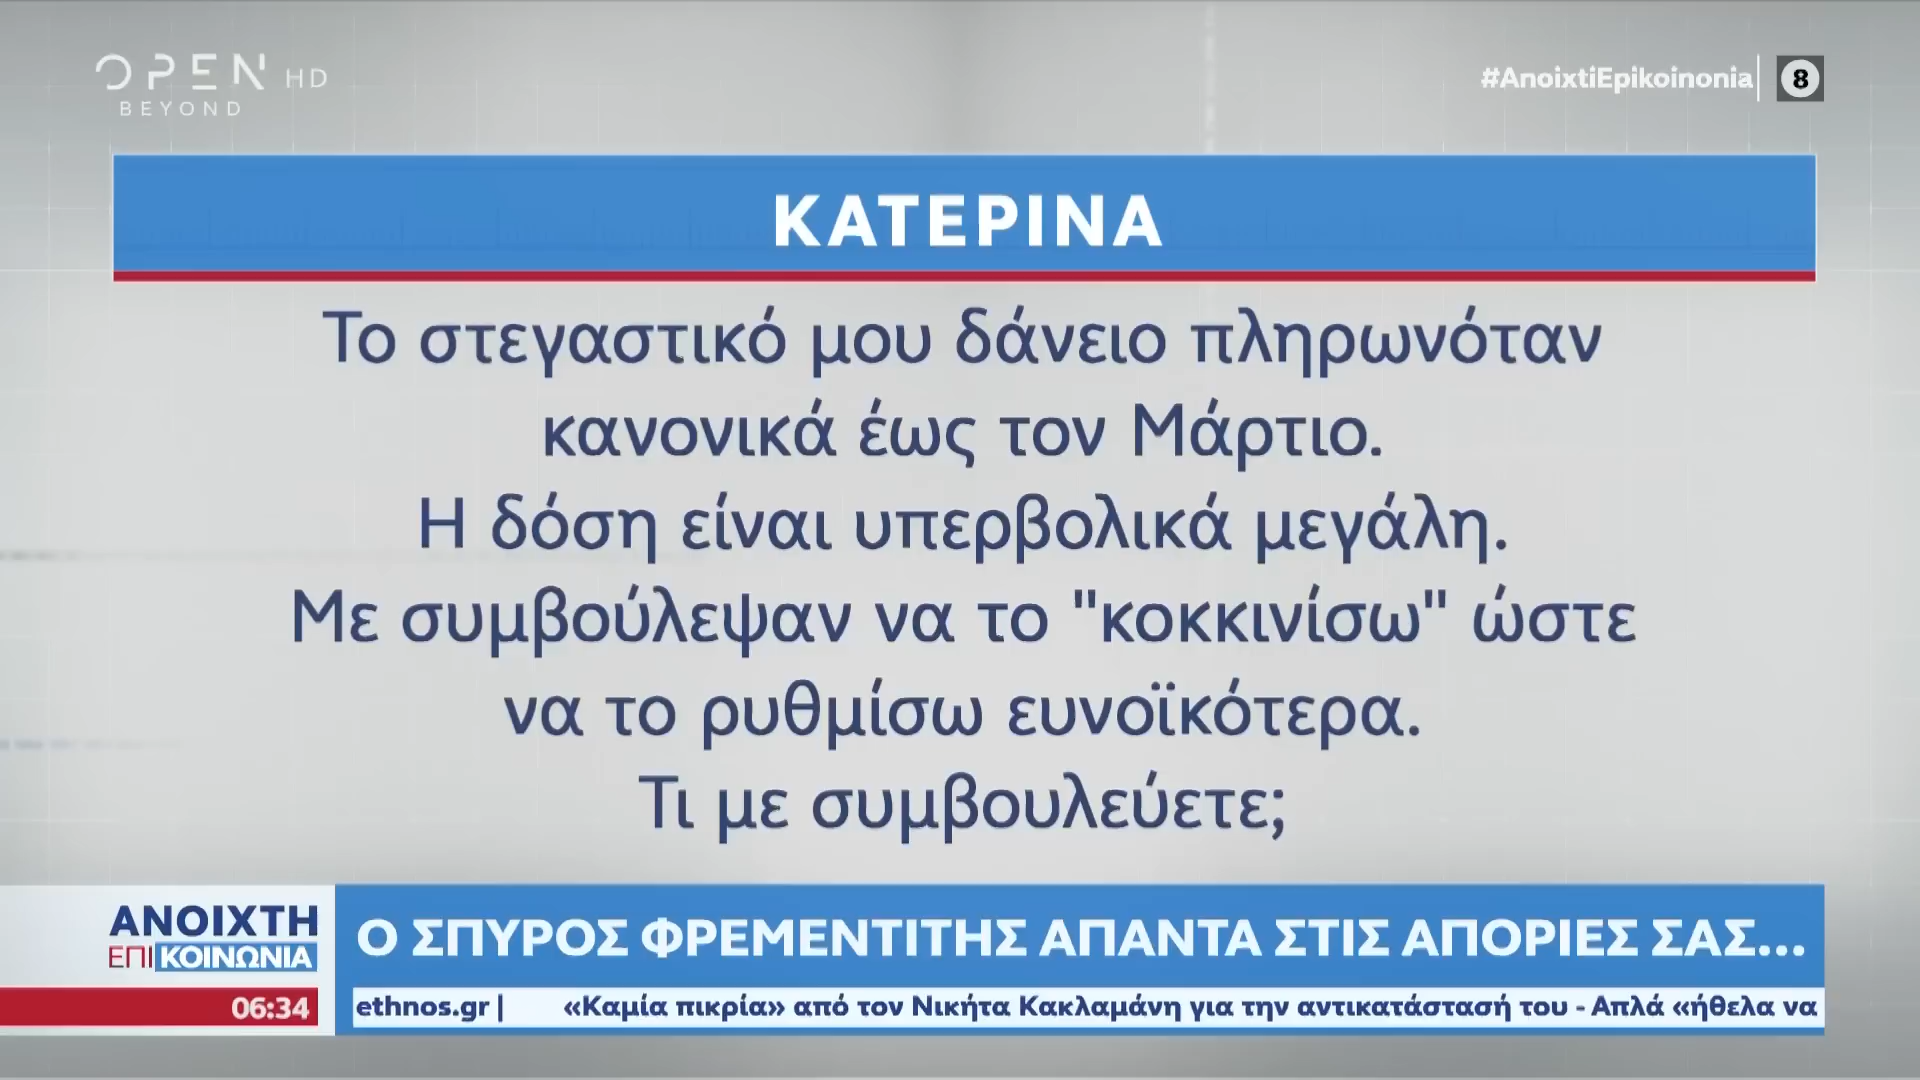 OPEN HD
BEYOND
#AnoixtiEpikoinonia
8
ΚΑΤΕΡΙΝΑ
Το στεγαστικό μου δάνειο πληρωνόταν
κανονικά έως τον Μάρτιο.
Η δόση είναι υπερβολικά μεγάλη.
Με συμβούλεψαν να το "κοκκινίσω" ώστε
να το ρυθμίσω ευνοϊκότερα.
Τι με συμβουλεύετε;
ΑΝΟΙΧΤΗ
ΕΠΙΚΟΙΝΩΝΙΑ
Ο ΣΠΥΡΟΣ ΦΡΕΜΕΝΤΙΤΗΣ ΑΠΑΝΤΑ ΣΤΙΣ ΑΠΟΡΙΕΣ ΣΑΣ...
06:34
ethnos.gr | «Καμία πικρία» από τον Νικήτα Κακλαμάνη για την αντικατάστασή του - Απλά «ήθελα να